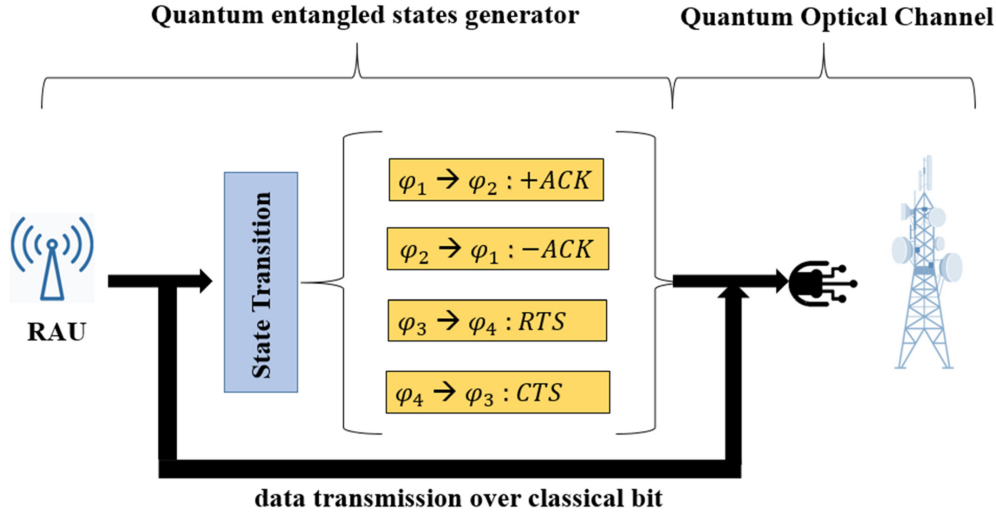 Quantum entangled states generator
Quantum Optical Channel
RAU
State Transition
φ₁ → φ₂ : +ACK
φ₂ → φ₁ : −ACK
φ₃ → φ₄ : RTS
φ₄ → φ₃ : CTS
data transmission over classical bit